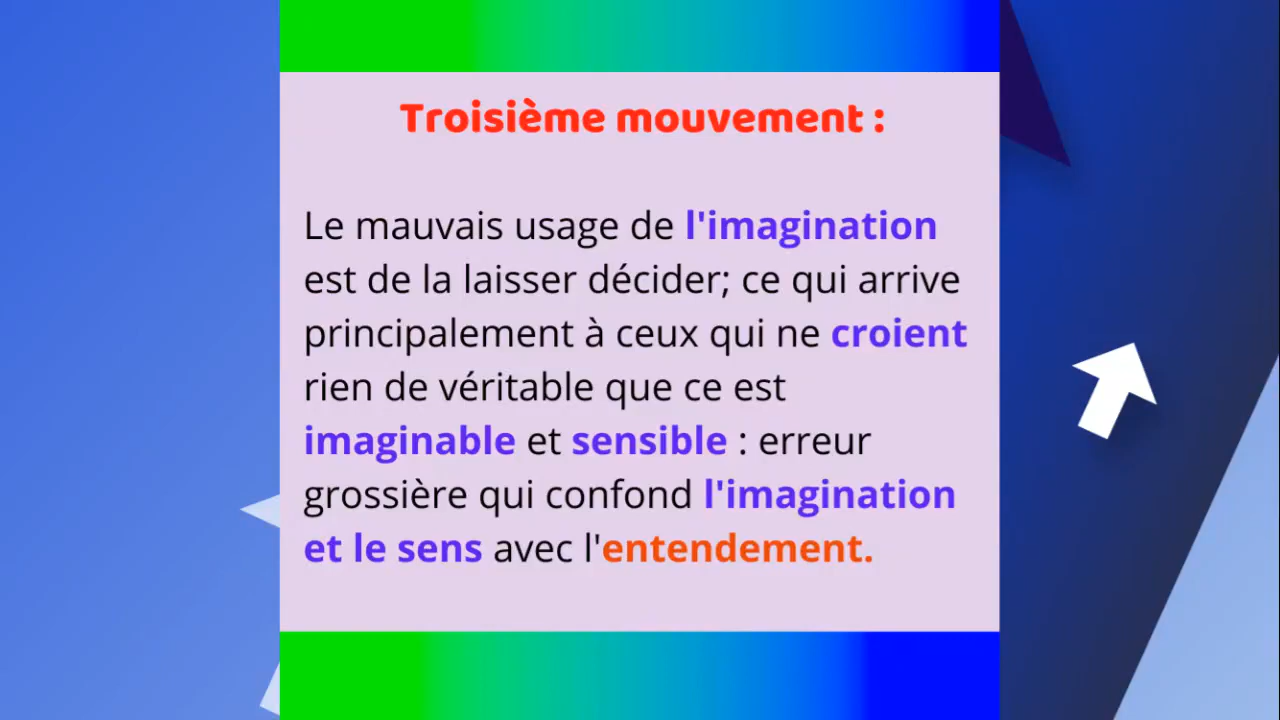 Troisième mouvement :
Le mauvais usage de l'imagination
est de la laisser décider; ce qui arrive
principalement à ceux qui ne croient
rien de véritable que ce est
imaginable et sensible : erreur
grossière qui confond l'imagination
et le sens avec l'entendement.